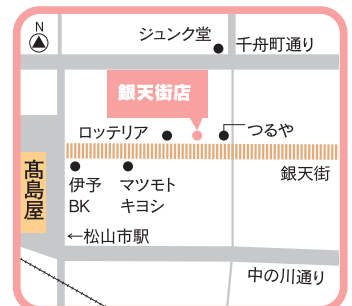 N
ジュンク堂
千舟町通り
銀天街店
ロッテリア
つるや
髙島屋
銀天街
伊予
BK
マツモト
キヨシ
←松山市駅
中の川通り